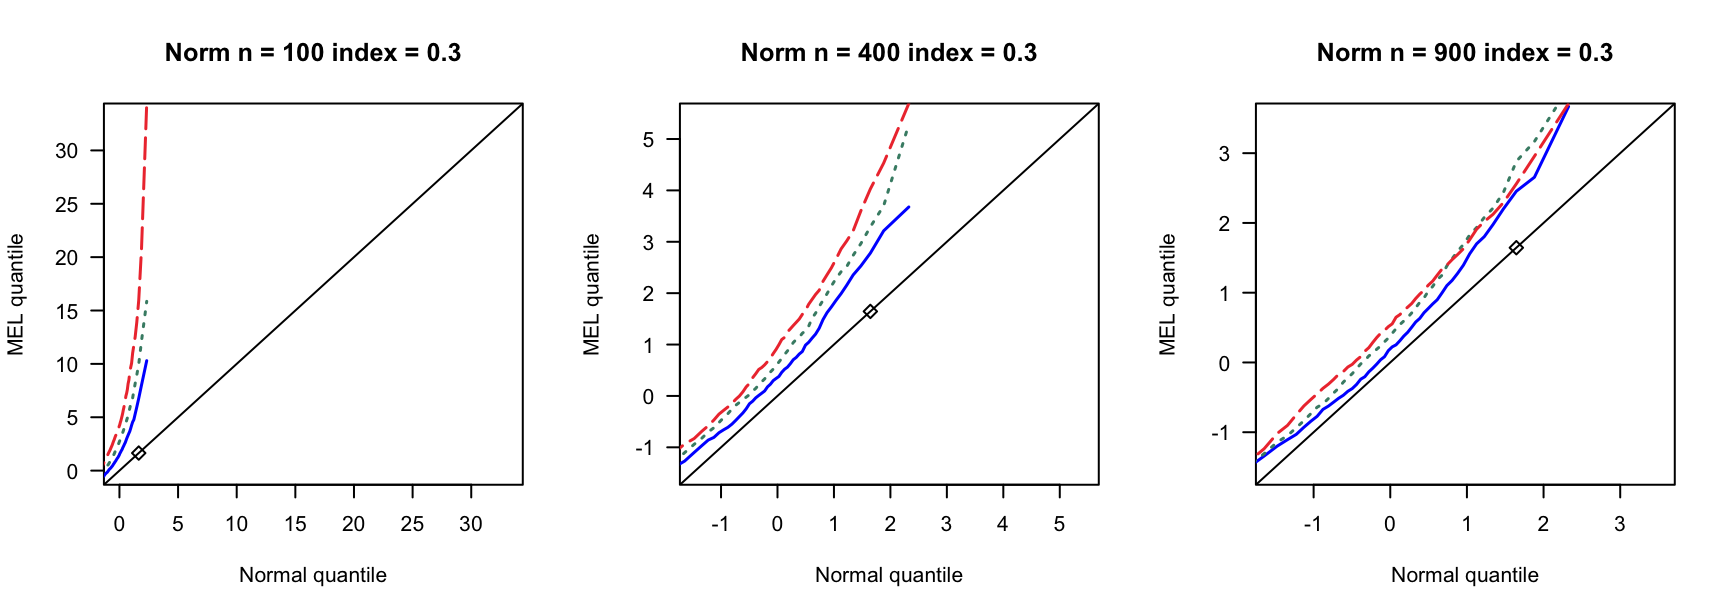 Norm n = 100 index = 0.3
MEL quantile
30
25
20
15
10
5
0
0 5 10 15 20 25 30
Normal quantile
Norm n = 400 index = 0.3
MEL quantile
5
4
3
2
1
0
-1
-1 0 1 2 3 4 5
Normal quantile
Norm n = 900 index = 0.3
MEL quantile
3
2
1
0
-1
-1 0 1 2 3
Normal quantile